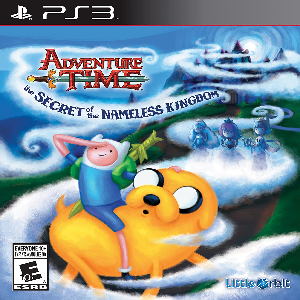 PS3
ADVENTURE
TIME
the SECRET of
the NAMELESS KINGDOM
EVERYONE 10+
E
ESRB
Little Orbit